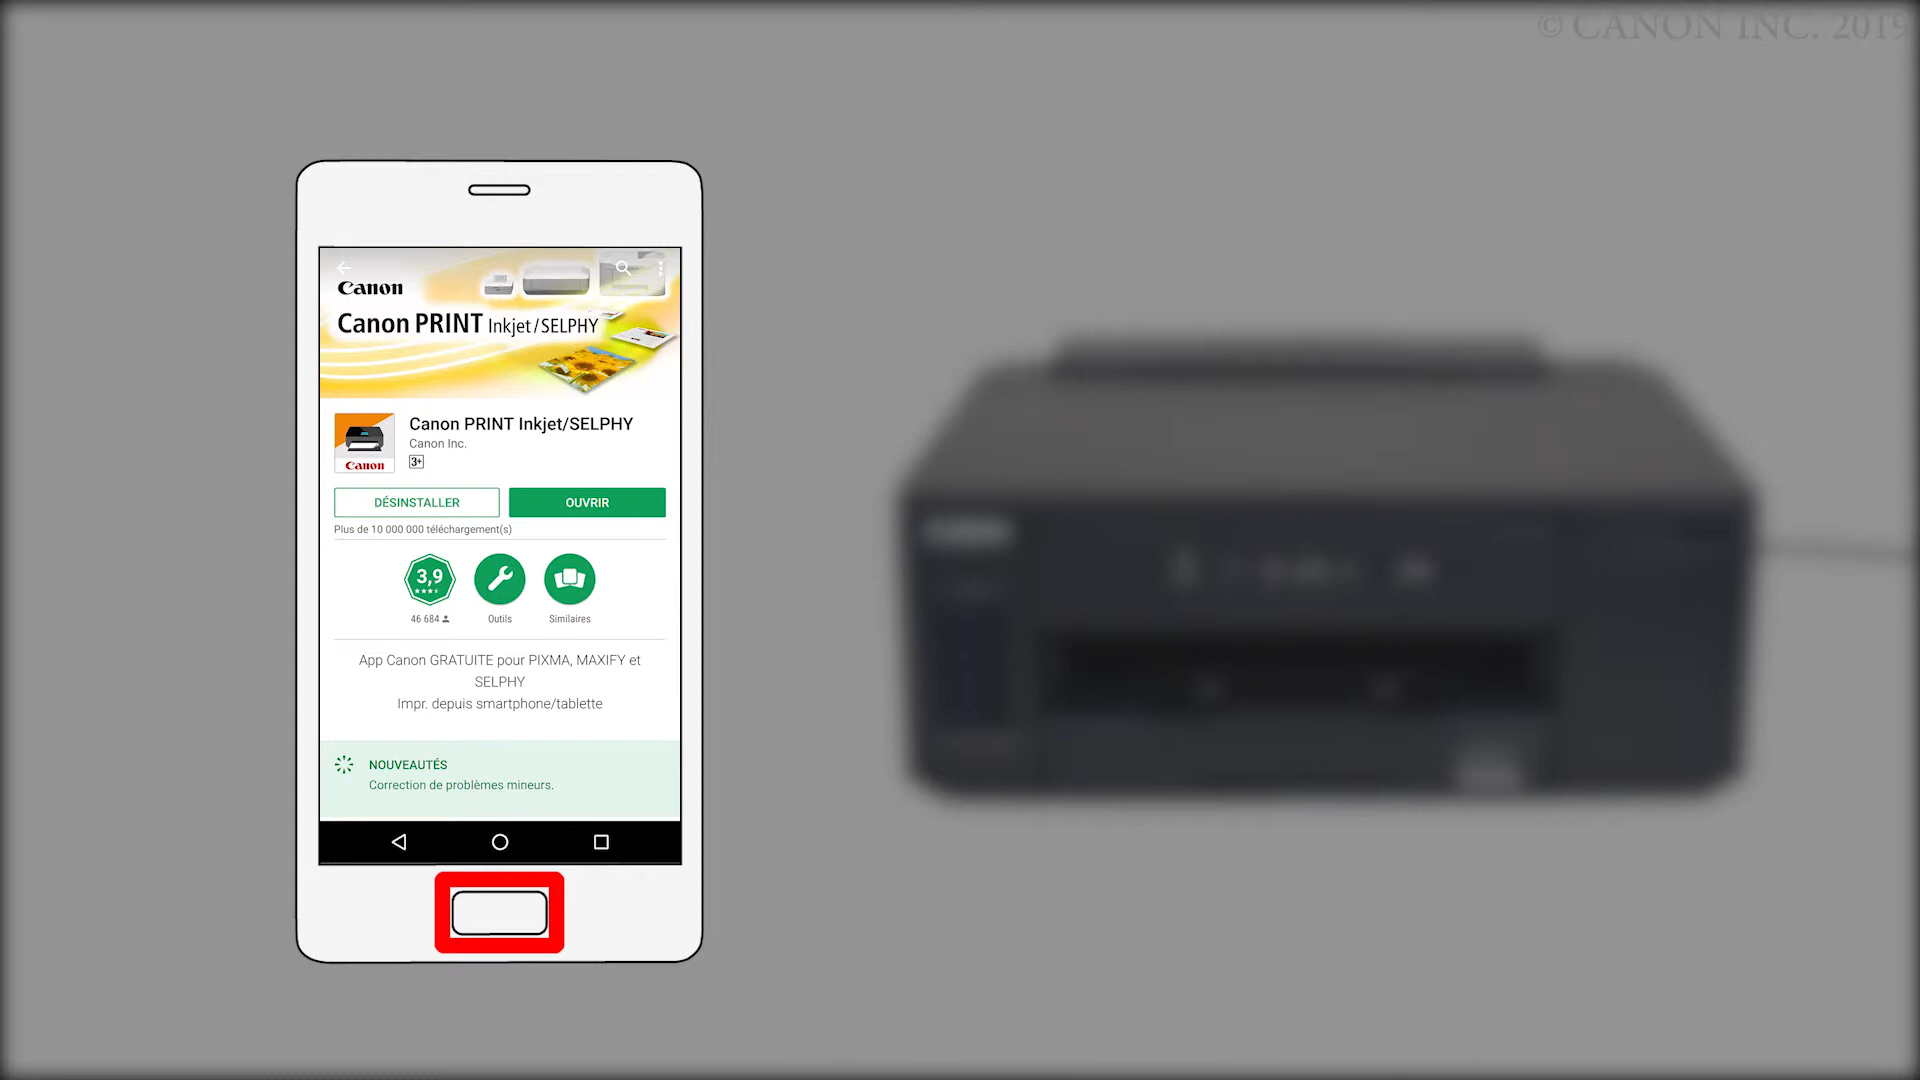 © CANON INC. 2019
Canon
Canon PRINT Inkjet/SELPHY
Canon PRINT Inkjet/SELPHY
Canon Inc.
3+
Canon
DÉSINSTALLER
OUVRIR
Plus de 10 000 000 téléchargement(s)
3,9
46 684
Outils
Similaires
App Canon GRATUITE pour PIXMA, MAXIFY et
SELPHY
Impr. depuis smartphone/tablette
NOUVEAUTÉS
Correction de problèmes mineurs.